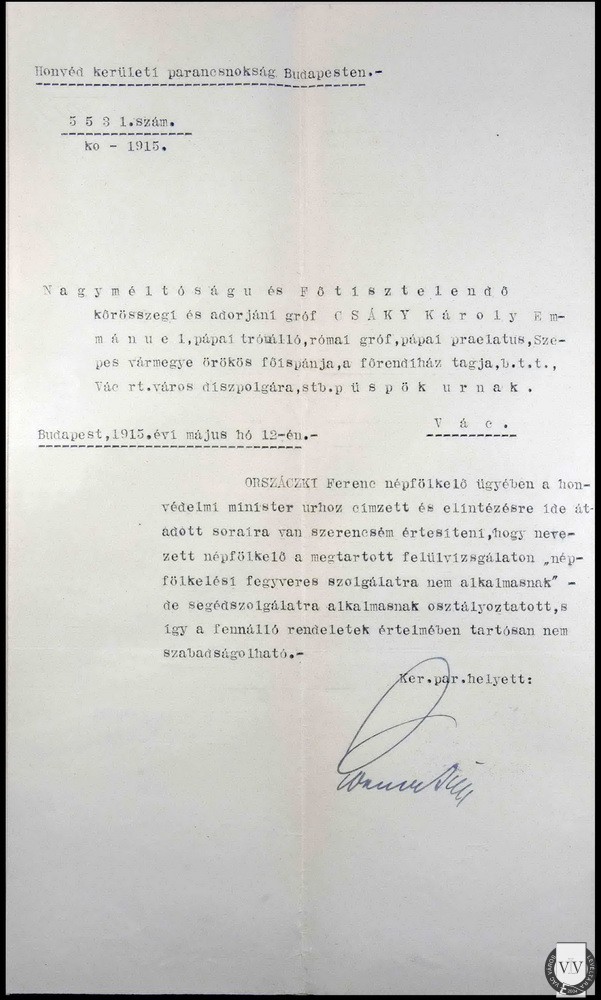 Honvéd kerületi parancsnokság Budapesten.-
5 5 3 1.szám.
ko - 1915.
N a g y m é l t ó s á g u és F ő t i s z t e l e n d ő
kőrösszegi és adorjáni gróf C S Á K Y K á r o l y E m-
m á n u e l,pápai trónálló,római gróf,pápai praelatus,Sze-
pes vármegye örökös főispánja,a főrendiház tagja,b.t.t.,
Vác rt.város díszpolgára,stb.p ü s p ö k u r n a k .
V á c .
Budapest,1915.évi május hó 12-én.-
ORSZÁCZKI Ferenc népfölkelő ügyében a hon-
védelmi minister urhoz címzett és elintézésre ide át-
adott soraira van szerencsém értesíteni,hogy neve-
zett népfölkelő a megtartott felülvizsgálaton „nép-
fölkelési fegyveres szolgálatra nem alkalmasnak" -
de segédszolgálatra alkalmasnak osztályoztatott,s
így a fennálló rendeletek értelmében tartósan nem
szabadságolható.-
Ker.par.helyett:
VV